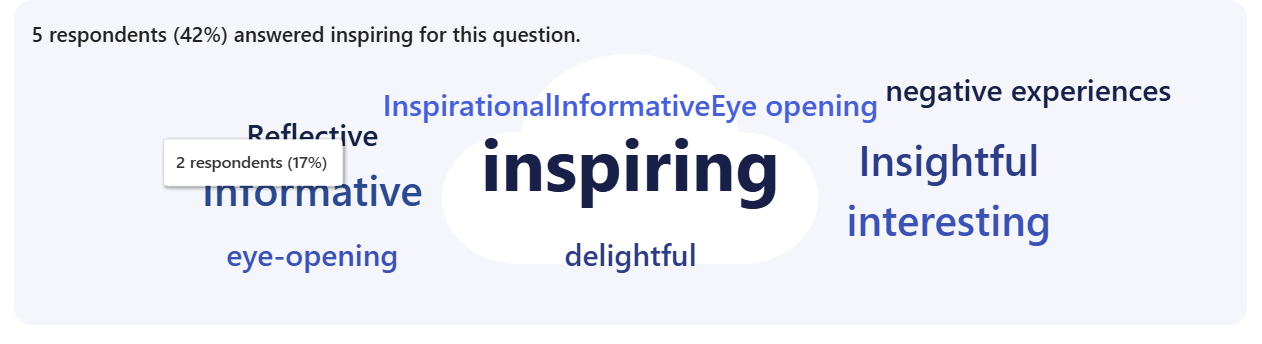 5 respondents (42%) answered inspiring for this question.
negative experiences
InspirationalInformativeEye opening
Reflective
inspiring
Insightful
2 respondents (17%)
Informative
interesting
eye-opening
delightful